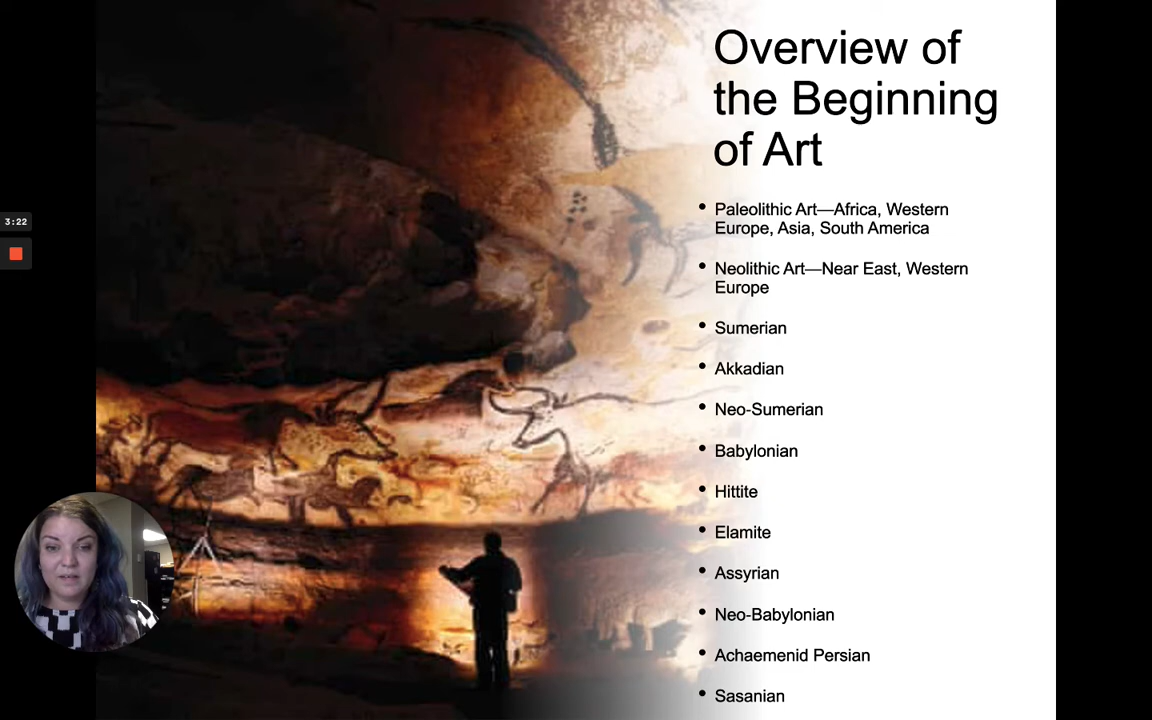 Overview of
the Beginning
of Art
• Paleolithic Art—Africa, Western
Europe, Asia, South America
• Neolithic Art—Near East, Western
Europe
• Sumerian
• Akkadian
• Neo-Sumerian
• Babylonian
• Hittite
• Elamite
• Assyrian
• Neo-Babylonian
• Achaemenid Persian
• Sasanian
3:22